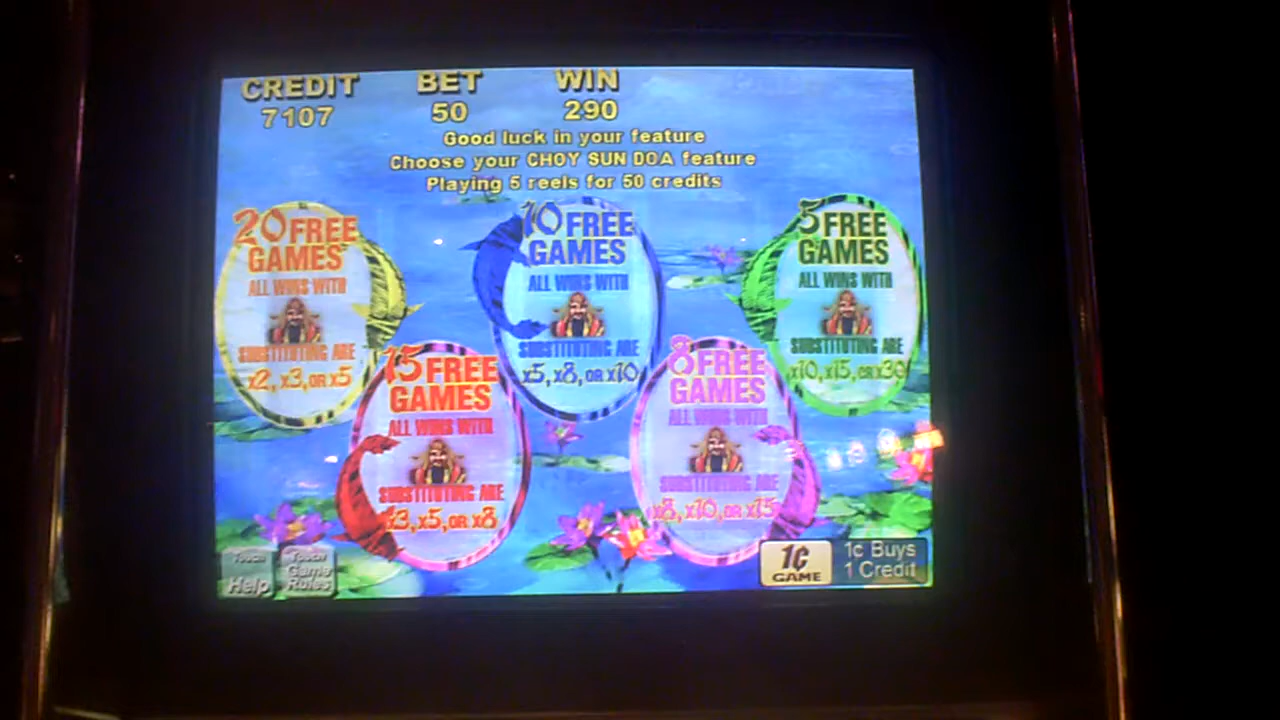 CREDIT BET WIN
7107 50 290
Good luck in your feature
Choose your CHOY SUN DOA feature
Playing 5 reels for 50 credits
20 FREE
GAMES
ALL WINS WITH
SUBSTITUTING ARE
x2, x3, OR x5
15 FREE
GAMES
ALL WINS WITH
SUBSTITUTING ARE
x3, x5, OR x8
10 FREE
GAMES
ALL WINS WITH
SUBSTITUTING ARE
x5, x8, OR x10
8 FREE
GAMES
ALL WINS WITH
SUBSTITUTING ARE
x8, x10, OR x15
5 FREE
GAMES
ALL WINS WITH
SUBSTITUTING ARE
x10, x15, OR x30
Touch
Help
Touch
Game
Rules
1¢
GAME
1¢ Buys
1 Credit